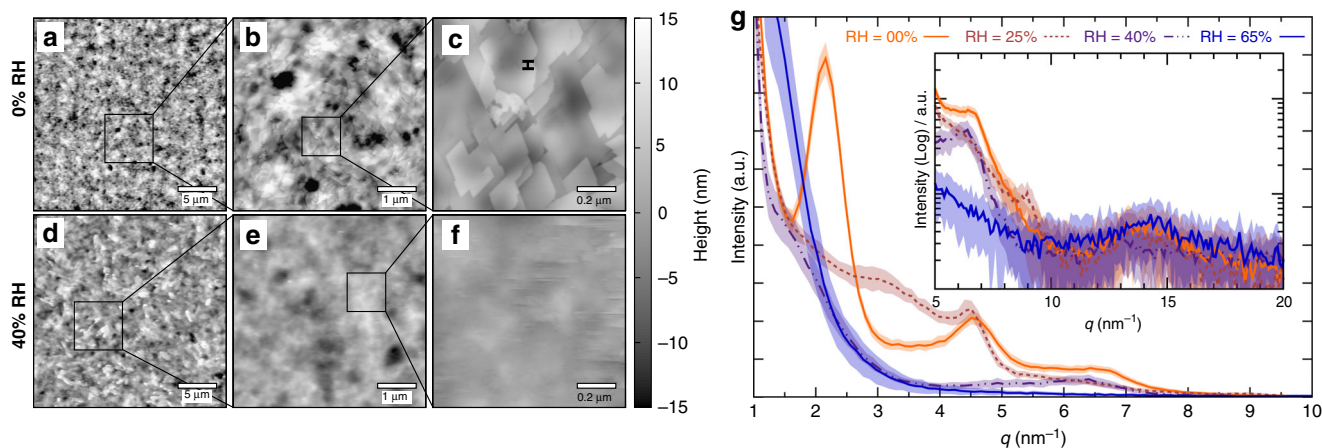 a
b
c
0% RH
5 µm
1 µm
0.2 µm
d
e
f
40% RH
5 µm
1 µm
0.2 µm
15
10
5
0
−5
−10
−15
Height (nm)
g
RH = 00%
RH = 25%
RH = 40%
RH = 65%
Intensity (a.u.)
Intensity (Log) / a.u.
5
10
15
20
q (nm⁻¹)
1
2
3
4
5
6
7
8
9
10
q (nm⁻¹)